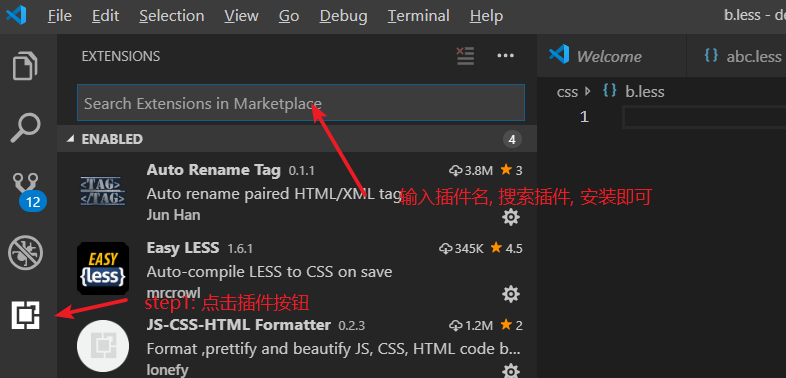 File Edit Selection View Go Debug Terminal Help b.less - de
EXTENSIONS
Welcome
abc.less
Search Extensions in Marketplace
css b.less
1
ENABLED 4
Auto Rename Tag 0.1.1 3.8M 3
<TAG>
</TAG>
Auto rename paired HTML/XML tag
输入插件名, 搜索插件, 安装即可
Jun Han
12
Easy LESS 1.6.1 345K 4.5
EASY
{less}
Auto-compile LESS to CSS on save
mrcrowl
step1: 点击插件按钮
JS-CSS-HTML Formatter 0.2.3 1.2M 2
Format ,prettify and beautify JS, CSS, HTML code b...
lonefy